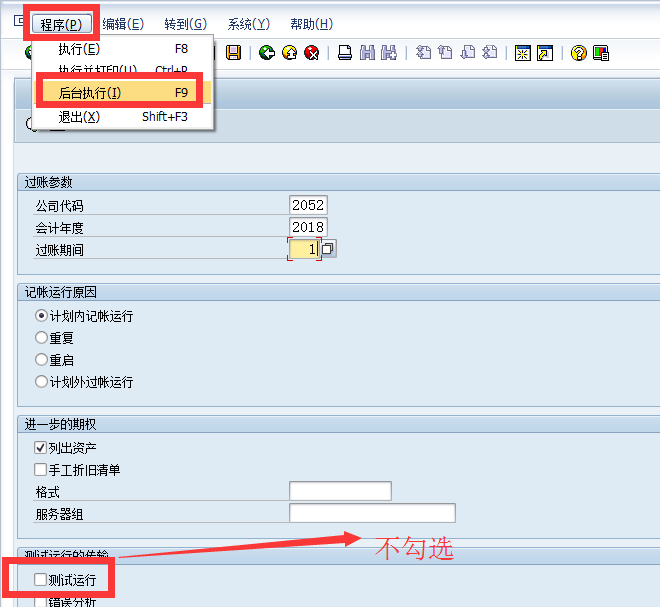 程序(P) 编辑(E) 转到(G) 系统(Y) 帮助(H)
执行(E) F8
执行并打印(U) Ctrl+P
后台执行(I) F9
退出(X) Shift+F3
过账参数
公司代码 2052
会计年度 2018
过账期间 1
记帐运行原因
计划内记帐运行
重复
重启
计划外过帐运行
进一步的期权
列出资产
手工折旧清单
格式
服务器组
测试运行的传输
不勾选
测试运行
错误分析